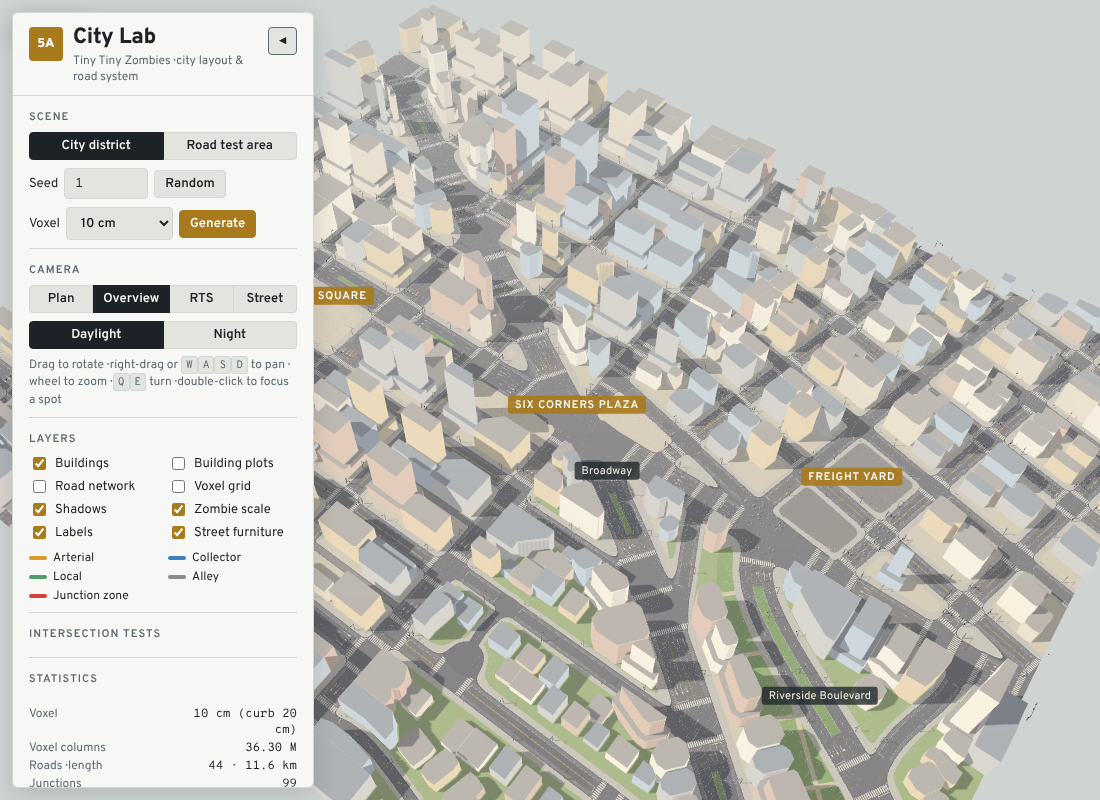 5A
City Lab
Tiny Tiny Zombies · city layout &
road system
◄
SCENE
City district
Road test area
Seed
1
Random
Voxel
10 cm
Generate
CAMERA
Plan
Overview
RTS
Street
Daylight
Night
Drag to rotate · right-drag or W A S D to pan ·
wheel to zoom · Q E turn · double-click to focus
a spot
LAYERS
Buildings
Building plots
Road network
Voxel grid
Shadows
Zombie scale
Labels
Street furniture
Arterial
Collector
Local
Alley
Junction zone
INTERSECTION TESTS
STATISTICS
Voxel
10 cm (curb 20
cm)
Voxel columns
36.30 M
Roads · length
44 · 11.6 km
Junctions
99
SQUARE
SIX CORNERS PLAZA
Broadway
FREIGHT YARD
Riverside Boulevard